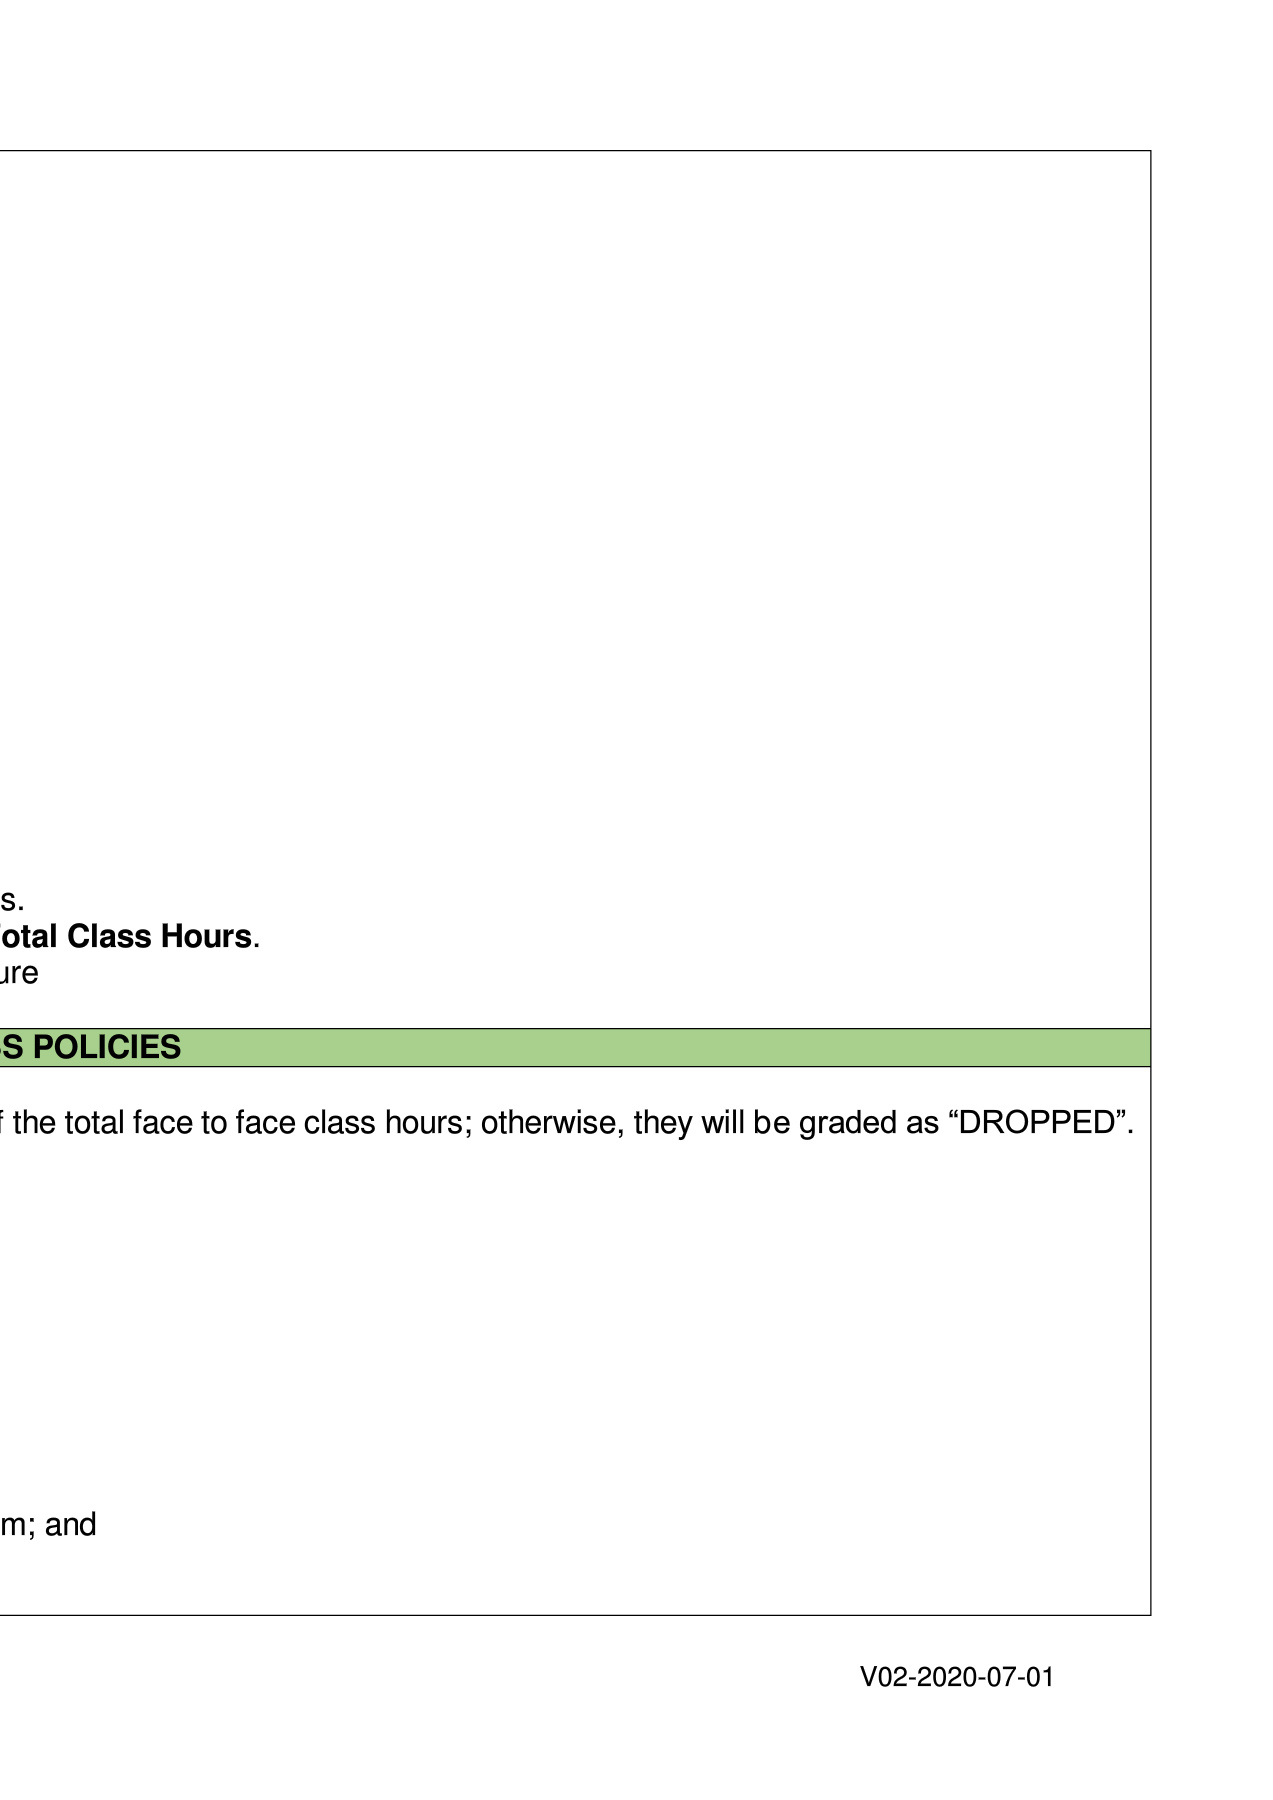 s.
otal Class Hours.
ure
S POLICIES
the total face to face class hours; otherwise, they will be graded as “DROPPED”.
m; and
V02-2020-07-01